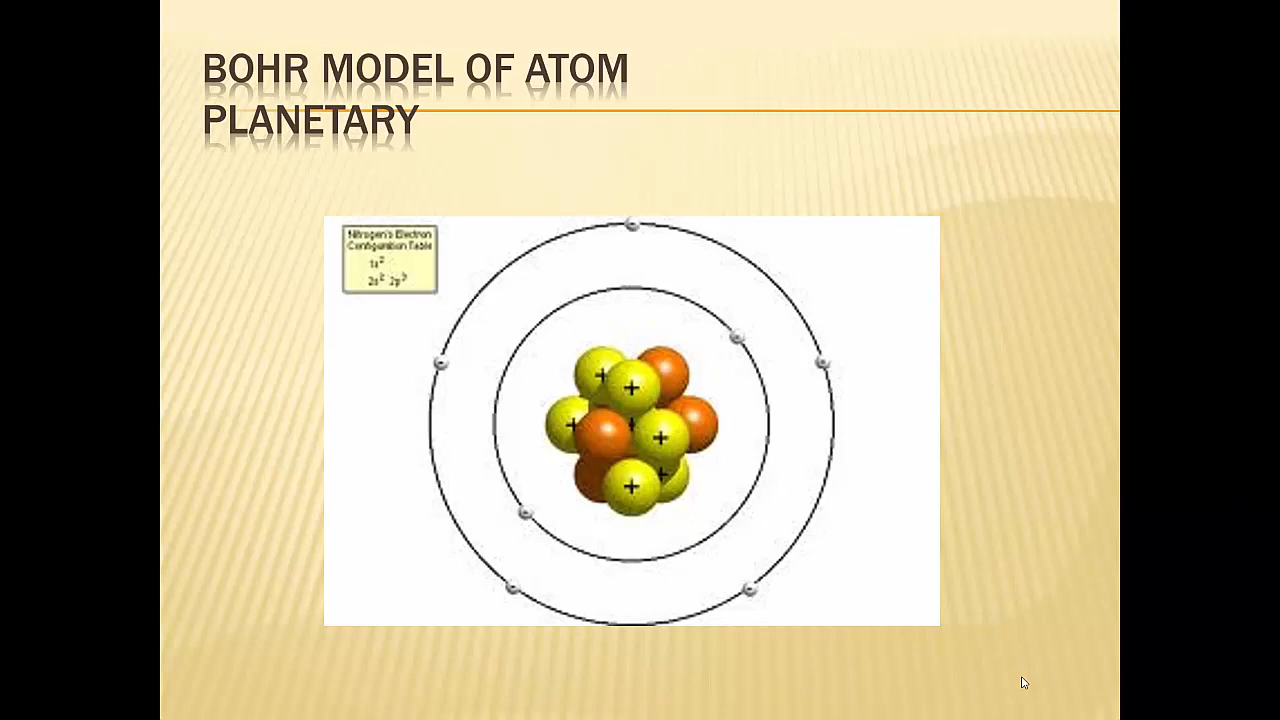 BOHR MODEL OF ATOM
PLANETARY
Nitrogen's Electron
Configuration Table
1s²
2s² 2p³
+
+
+
+
+
+
+